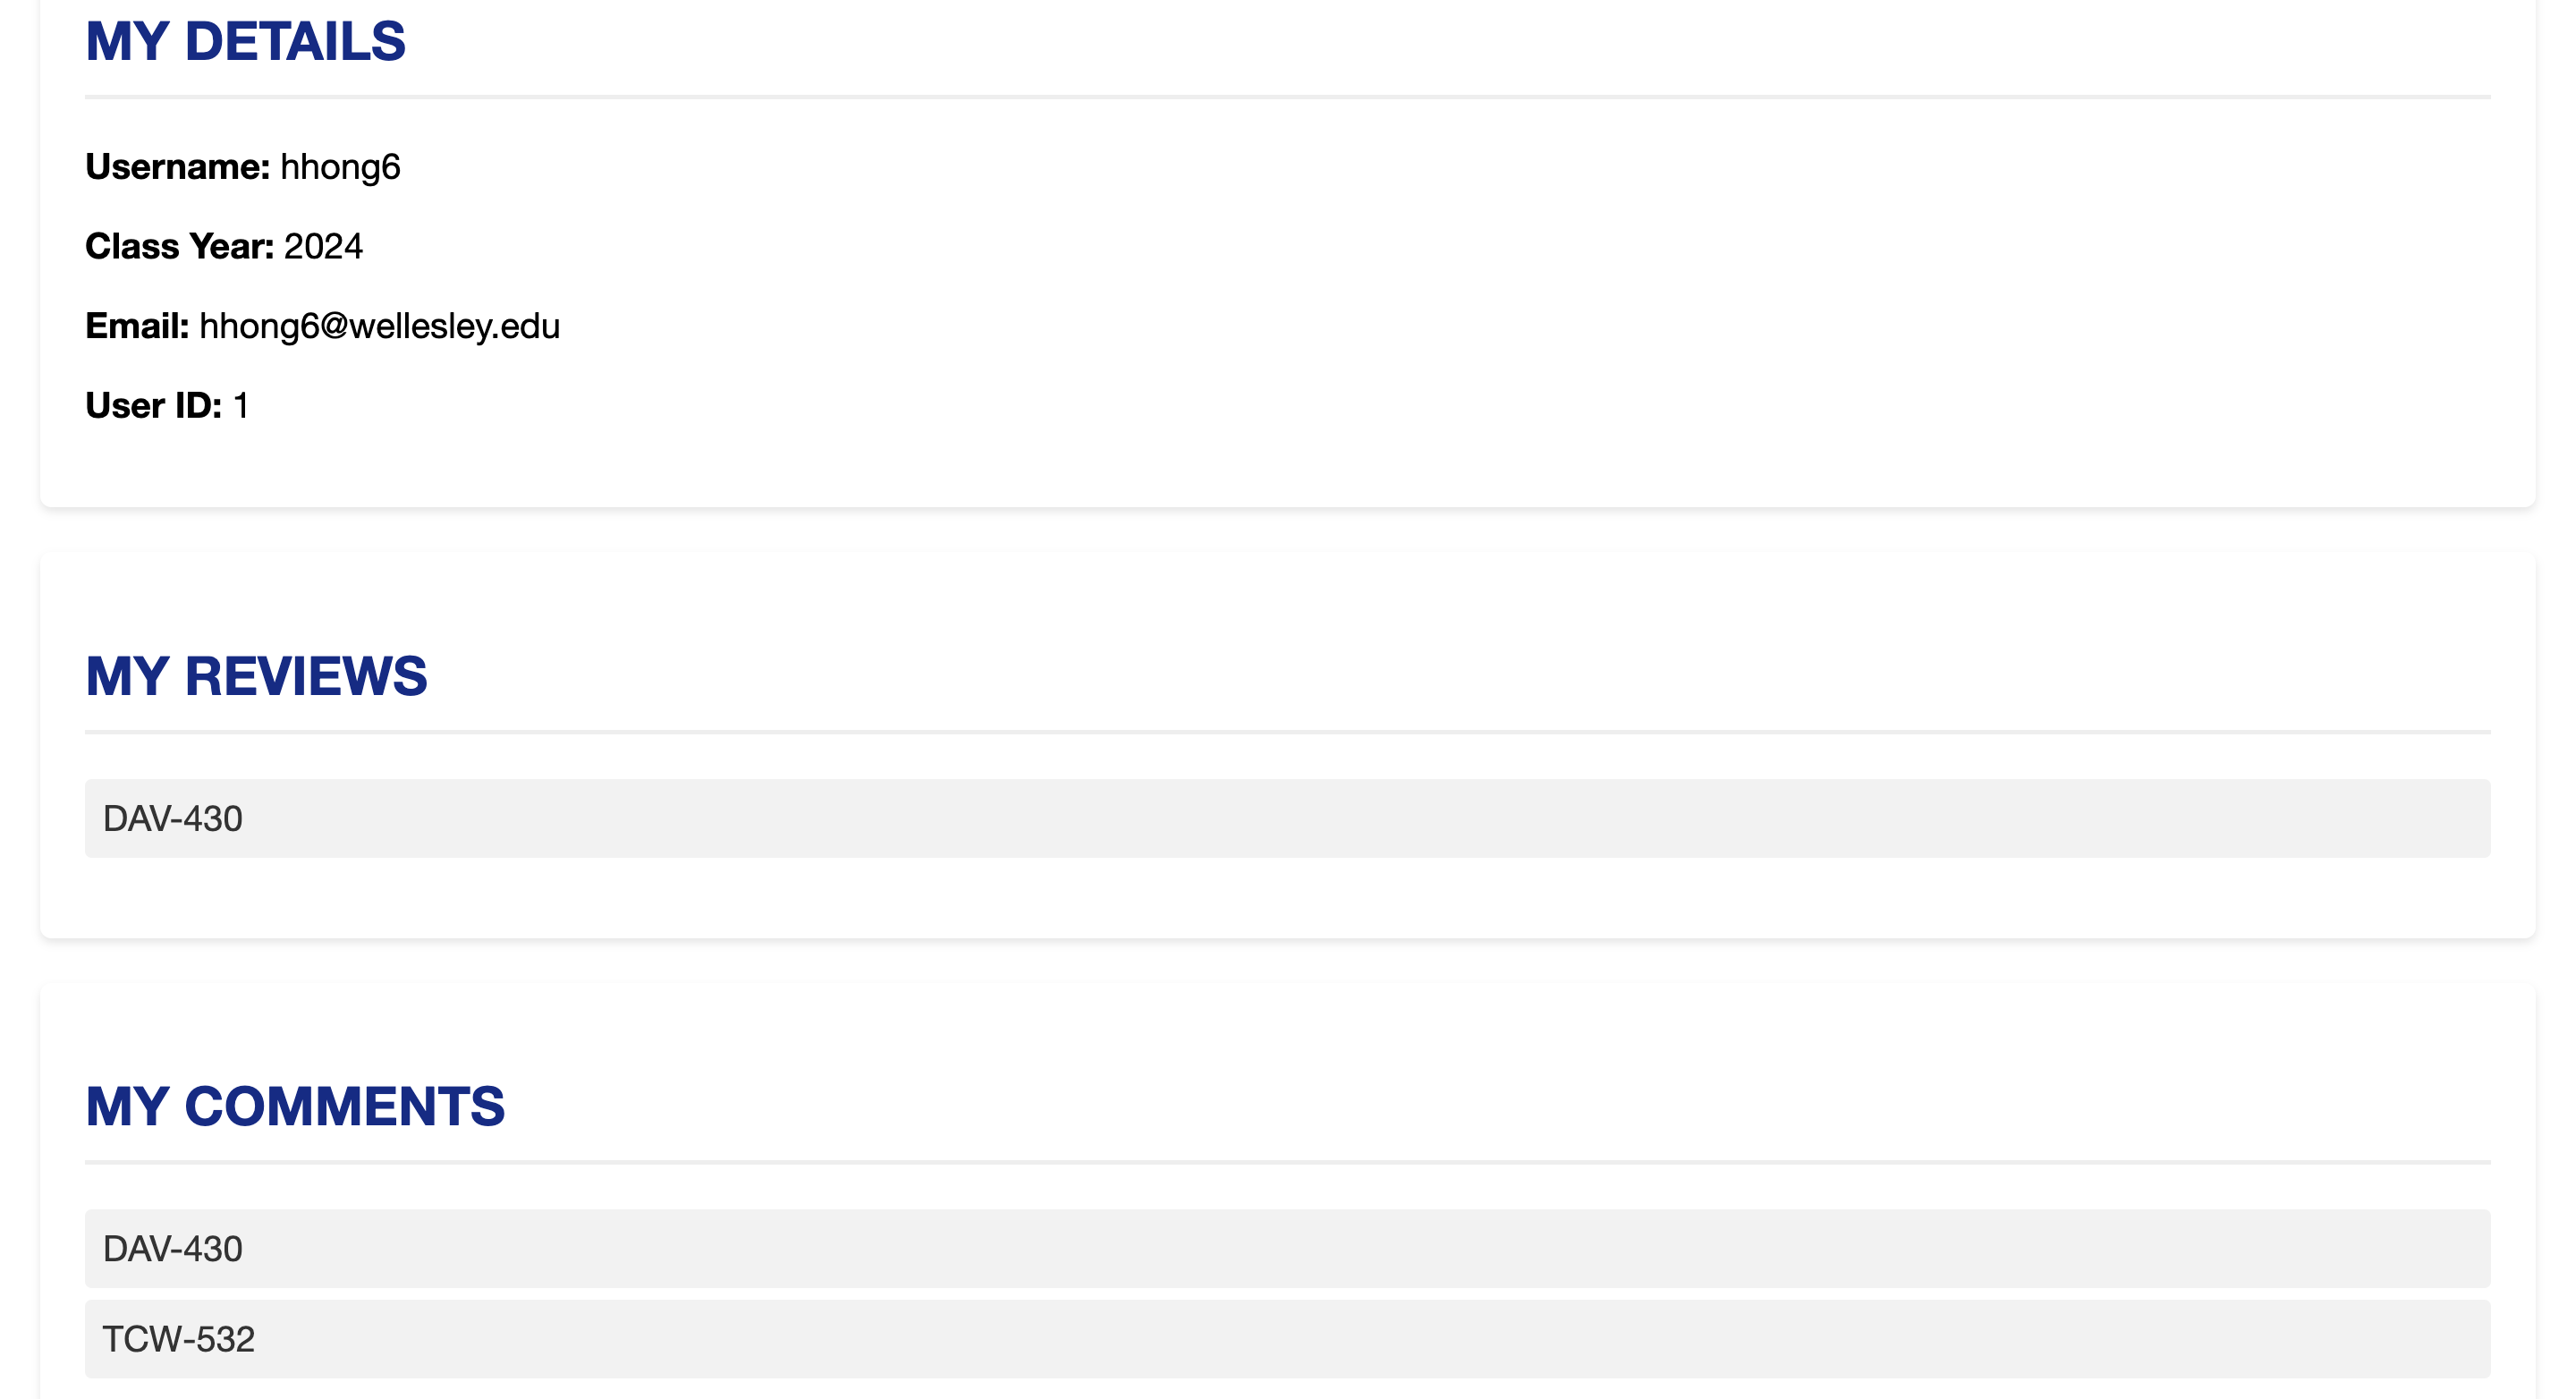 MY DETAILS
Username: hhong6
Class Year: 2024
Email: hhong6@wellesley.edu
User ID: 1
MY REVIEWS
DAV-430
MY COMMENTS
DAV-430
TCW-532